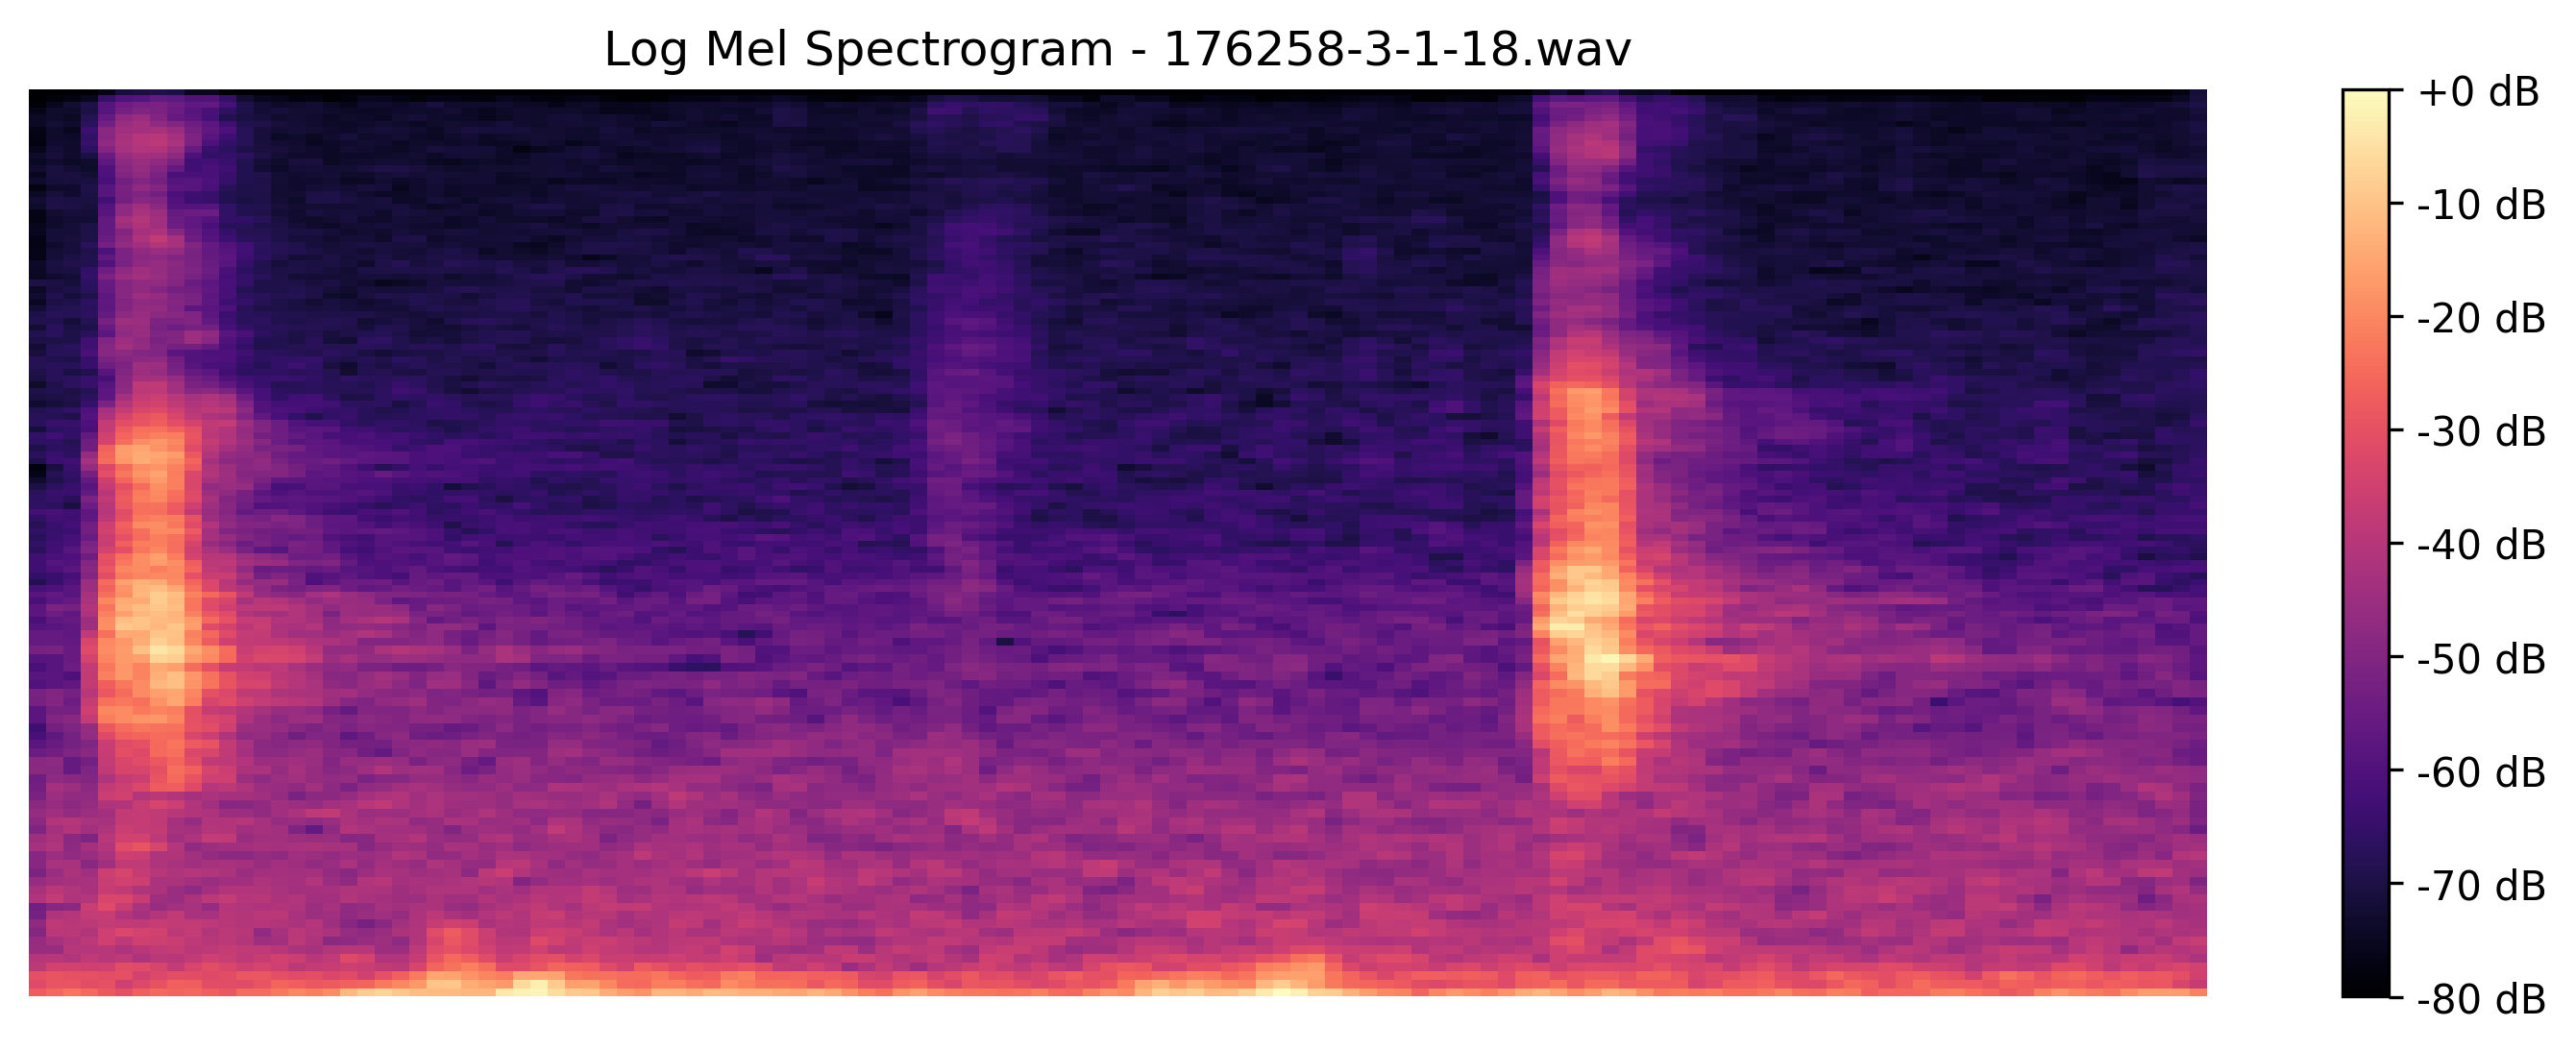 Log Mel Spectrogram - 176258-3-1-18.wav
+0 dB
-10 dB
-20 dB
-30 dB
-40 dB
-50 dB
-60 dB
-70 dB
-80 dB